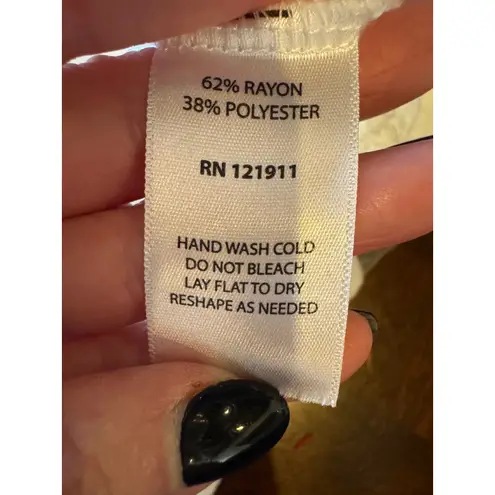 62% RAYON
38% POLYESTER
RN 121911
HAND WASH COLD
DO NOT BLEACH
LAY FLAT TO DRY
RESHAPE AS NEEDED